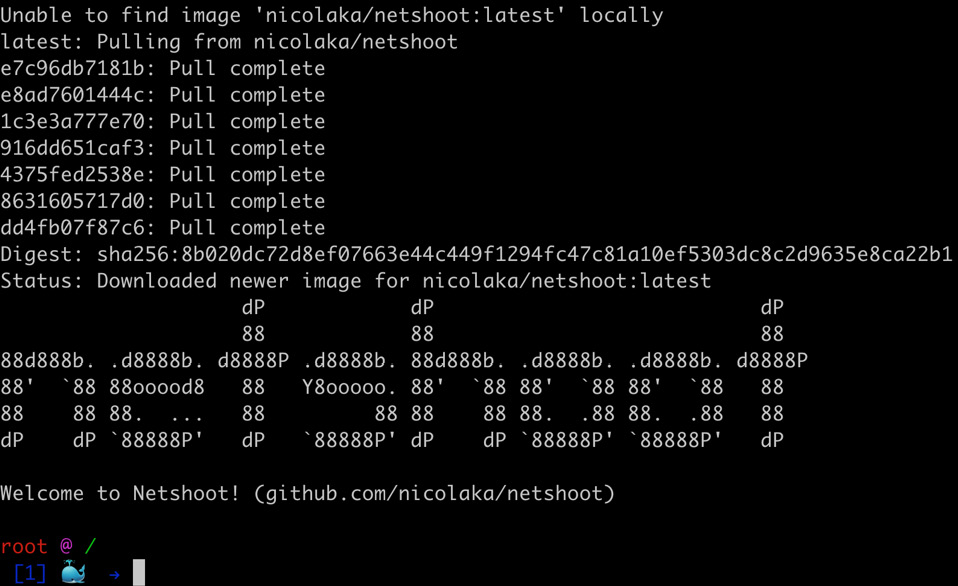 Unable to find image 'nicolaka/netshoot:latest' locally
latest: Pulling from nicolaka/netshoot
e7c96db7181b: Pull complete
e8ad7601444c: Pull complete
1c3e3a777e70: Pull complete
916dd651caf3: Pull complete
4375fed2538e: Pull complete
8631605717d0: Pull complete
dd4fb07f87c6: Pull complete
Digest: sha256:8b020dc72d8ef07663e44c449f1294fc47c81a10ef5303dc8c2d9635e8ca22b1
Status: Downloaded newer image for nicolaka/netshoot:latest
                    dP            dP                           dP
                    88            88                           88
88d888b. .d8888b. d8888P .d8888b. 88d888b. .d8888b. .d8888b. d8888P
88'  `88 88ooood8   88   Y8ooooo. 88'  `88 88'  `88 88'  `88   88
88    88 88.  ...   88         88 88    88 88.  .88 88.  .88   88
dP    dP `88888P'   dP   `88888P' dP    dP `88888P' `88888P'   dP
Welcome to Netshoot! (github.com/nicolaka/netshoot)
root @ /
 [1] 🐳 →